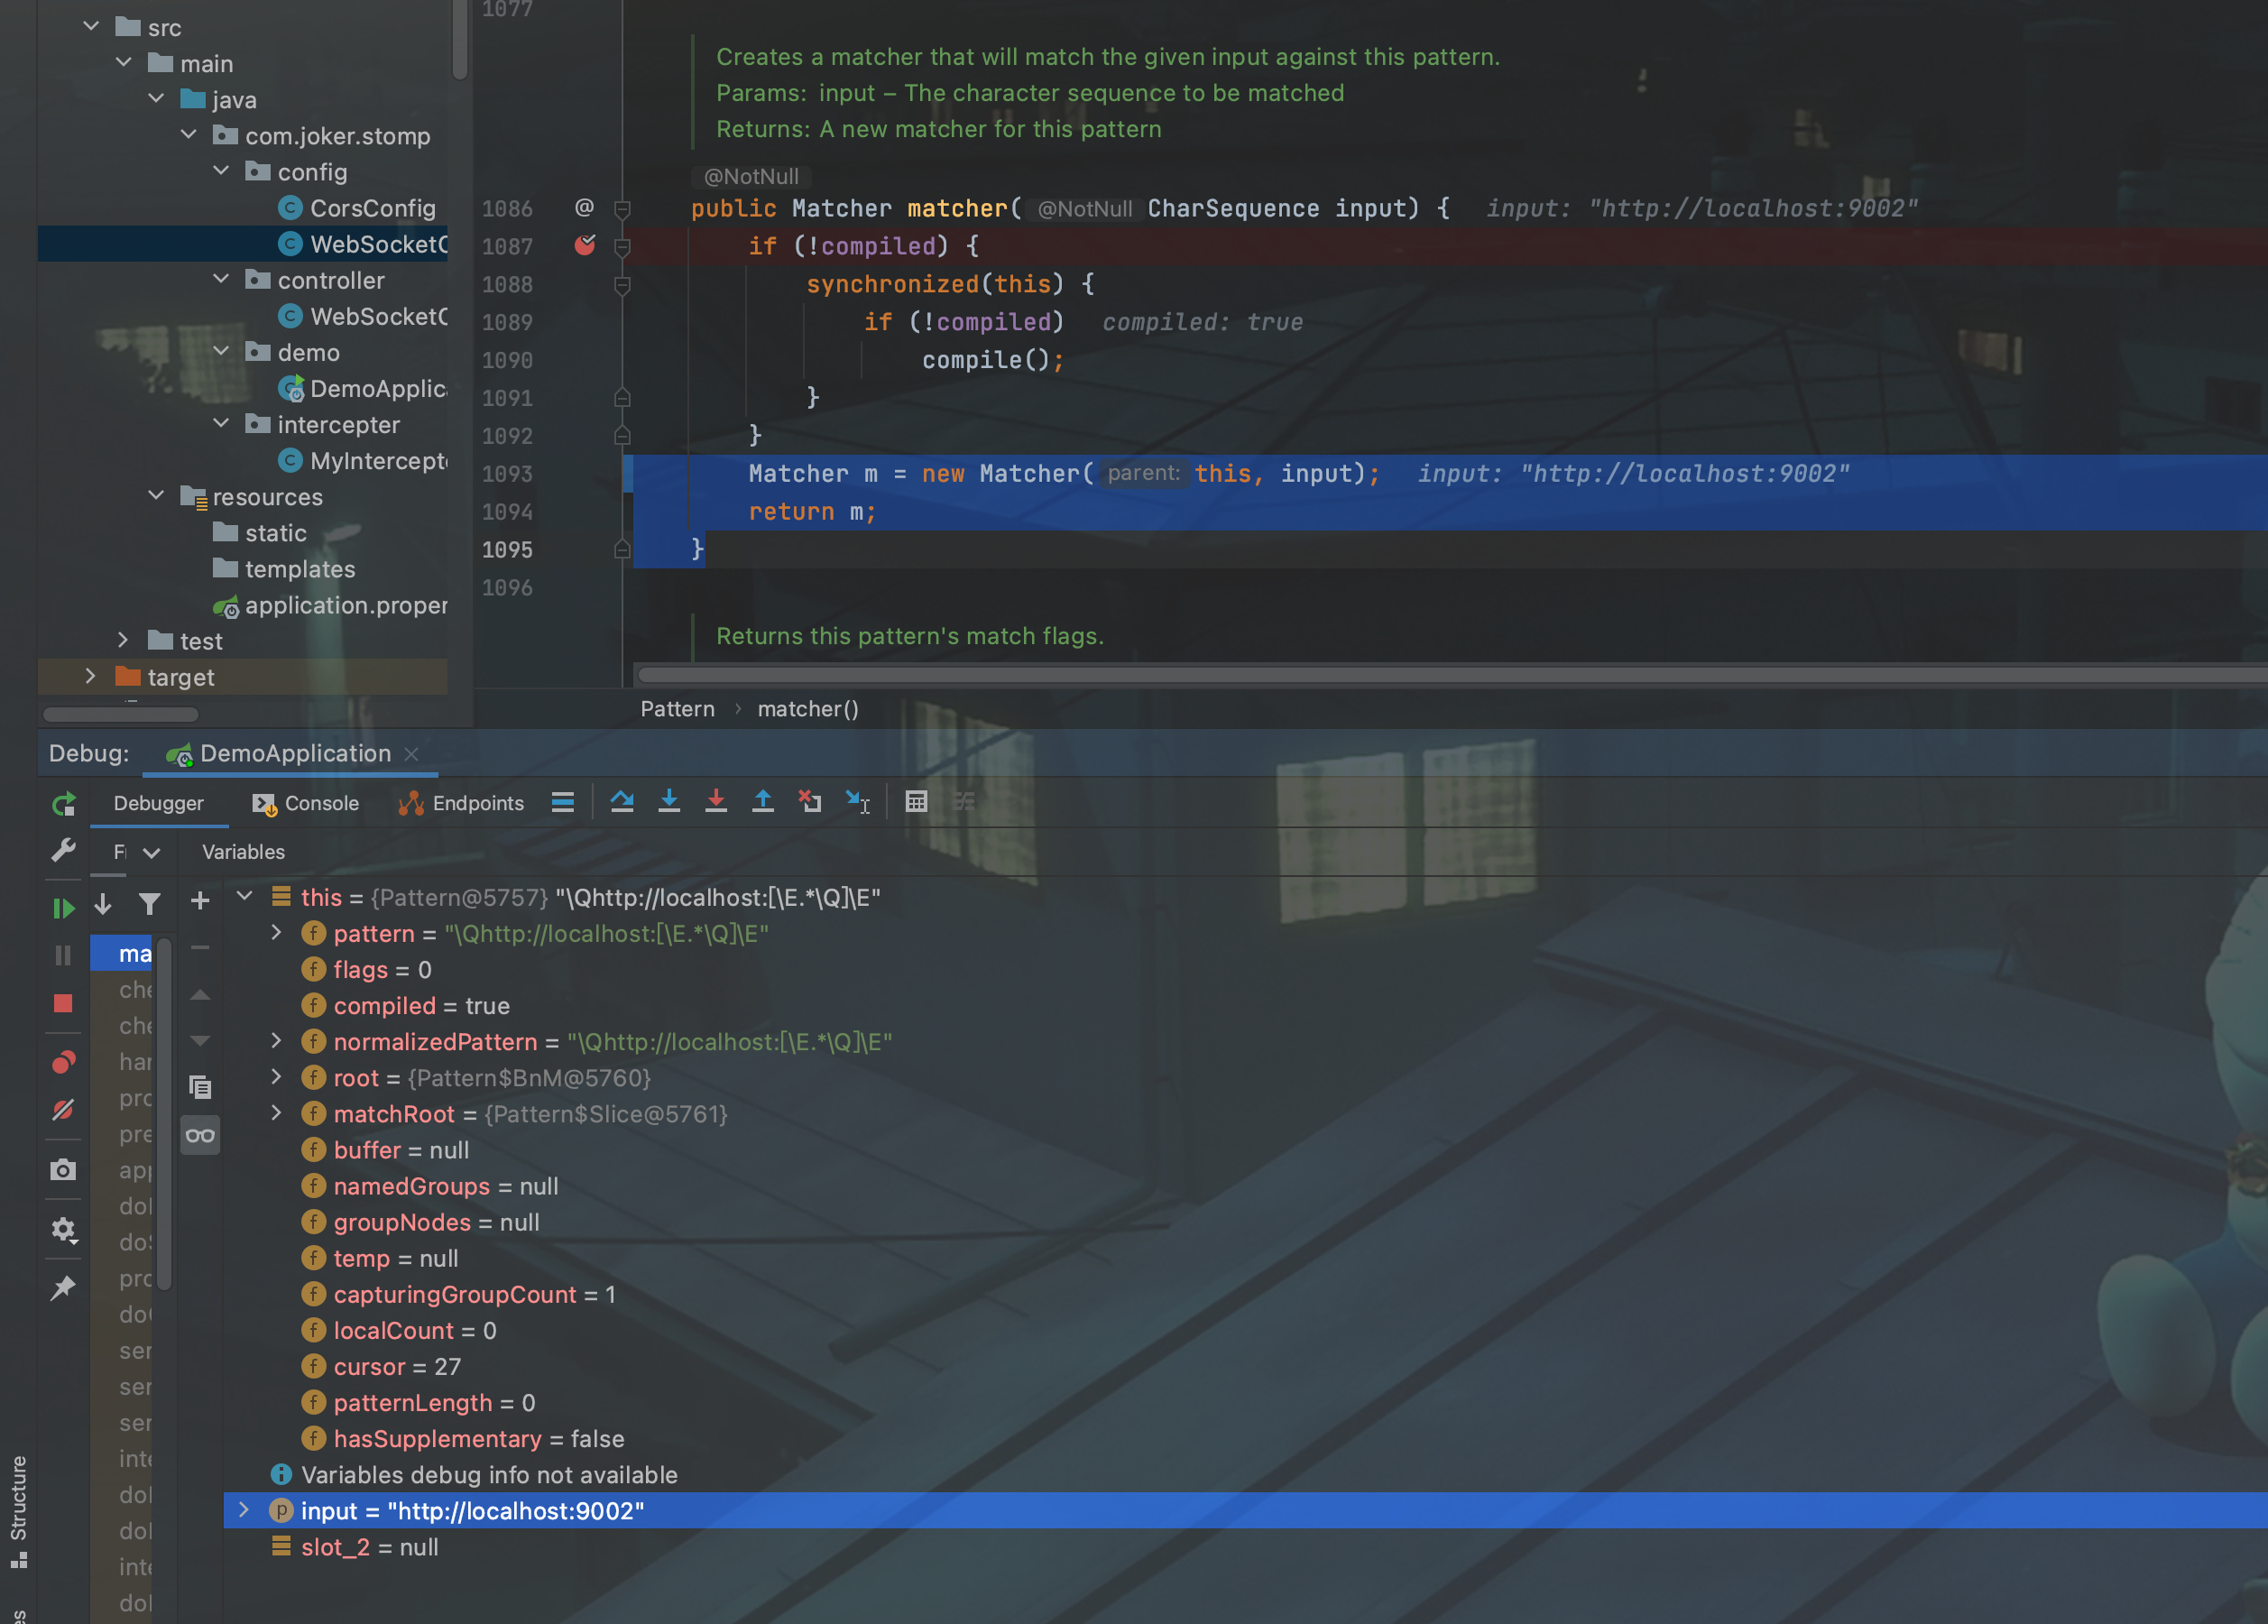 src
main
java
com.joker.stomp
config
CorsConfig
WebSocketC
controller
WebSocketC
demo
DemoApplic
intercepter
MyIntercept
resources
static
templates
application.proper
test
target
1077
Creates a matcher that will match the given input against this pattern.
Params: input – The character sequence to be matched
Returns: A new matcher for this pattern
@NotNull
1086 @ public Matcher matcher( @NotNull CharSequence input) { input: "http://localhost:9002"
1087 if (!compiled) {
1088 synchronized(this) {
1089 if (!compiled) compiled: true
1090 compile();
1091 }
1092 }
1093 Matcher m = new Matcher( parent: this, input); input: "http://localhost:9002"
1094 return m;
1095 }
1096
Returns this pattern's match flags.
Pattern › matcher()
Debug: DemoApplication
Debugger Console Endpoints
Variables
this = {Pattern@5757} "\Qhttp://localhost:[\E.*\Q]\E"
pattern = "\Qhttp://localhost:[\E.*\Q]\E"
flags = 0
compiled = true
normalizedPattern = "\Qhttp://localhost:[\E.*\Q]\E"
root = {Pattern$BnM@5760}
matchRoot = {Pattern$Slice@5761}
buffer = null
namedGroups = null
groupNodes = null
temp = null
capturingGroupCount = 1
localCount = 0
cursor = 27
patternLength = 0
hasSupplementary = false
Variables debug info not available
input = "http://localhost:9002"
slot_2 = null
ma
che
che
har
pro
pre
app
do
do
pro
do
ser
ser
ser
inte
do
do
inte
do
Structure